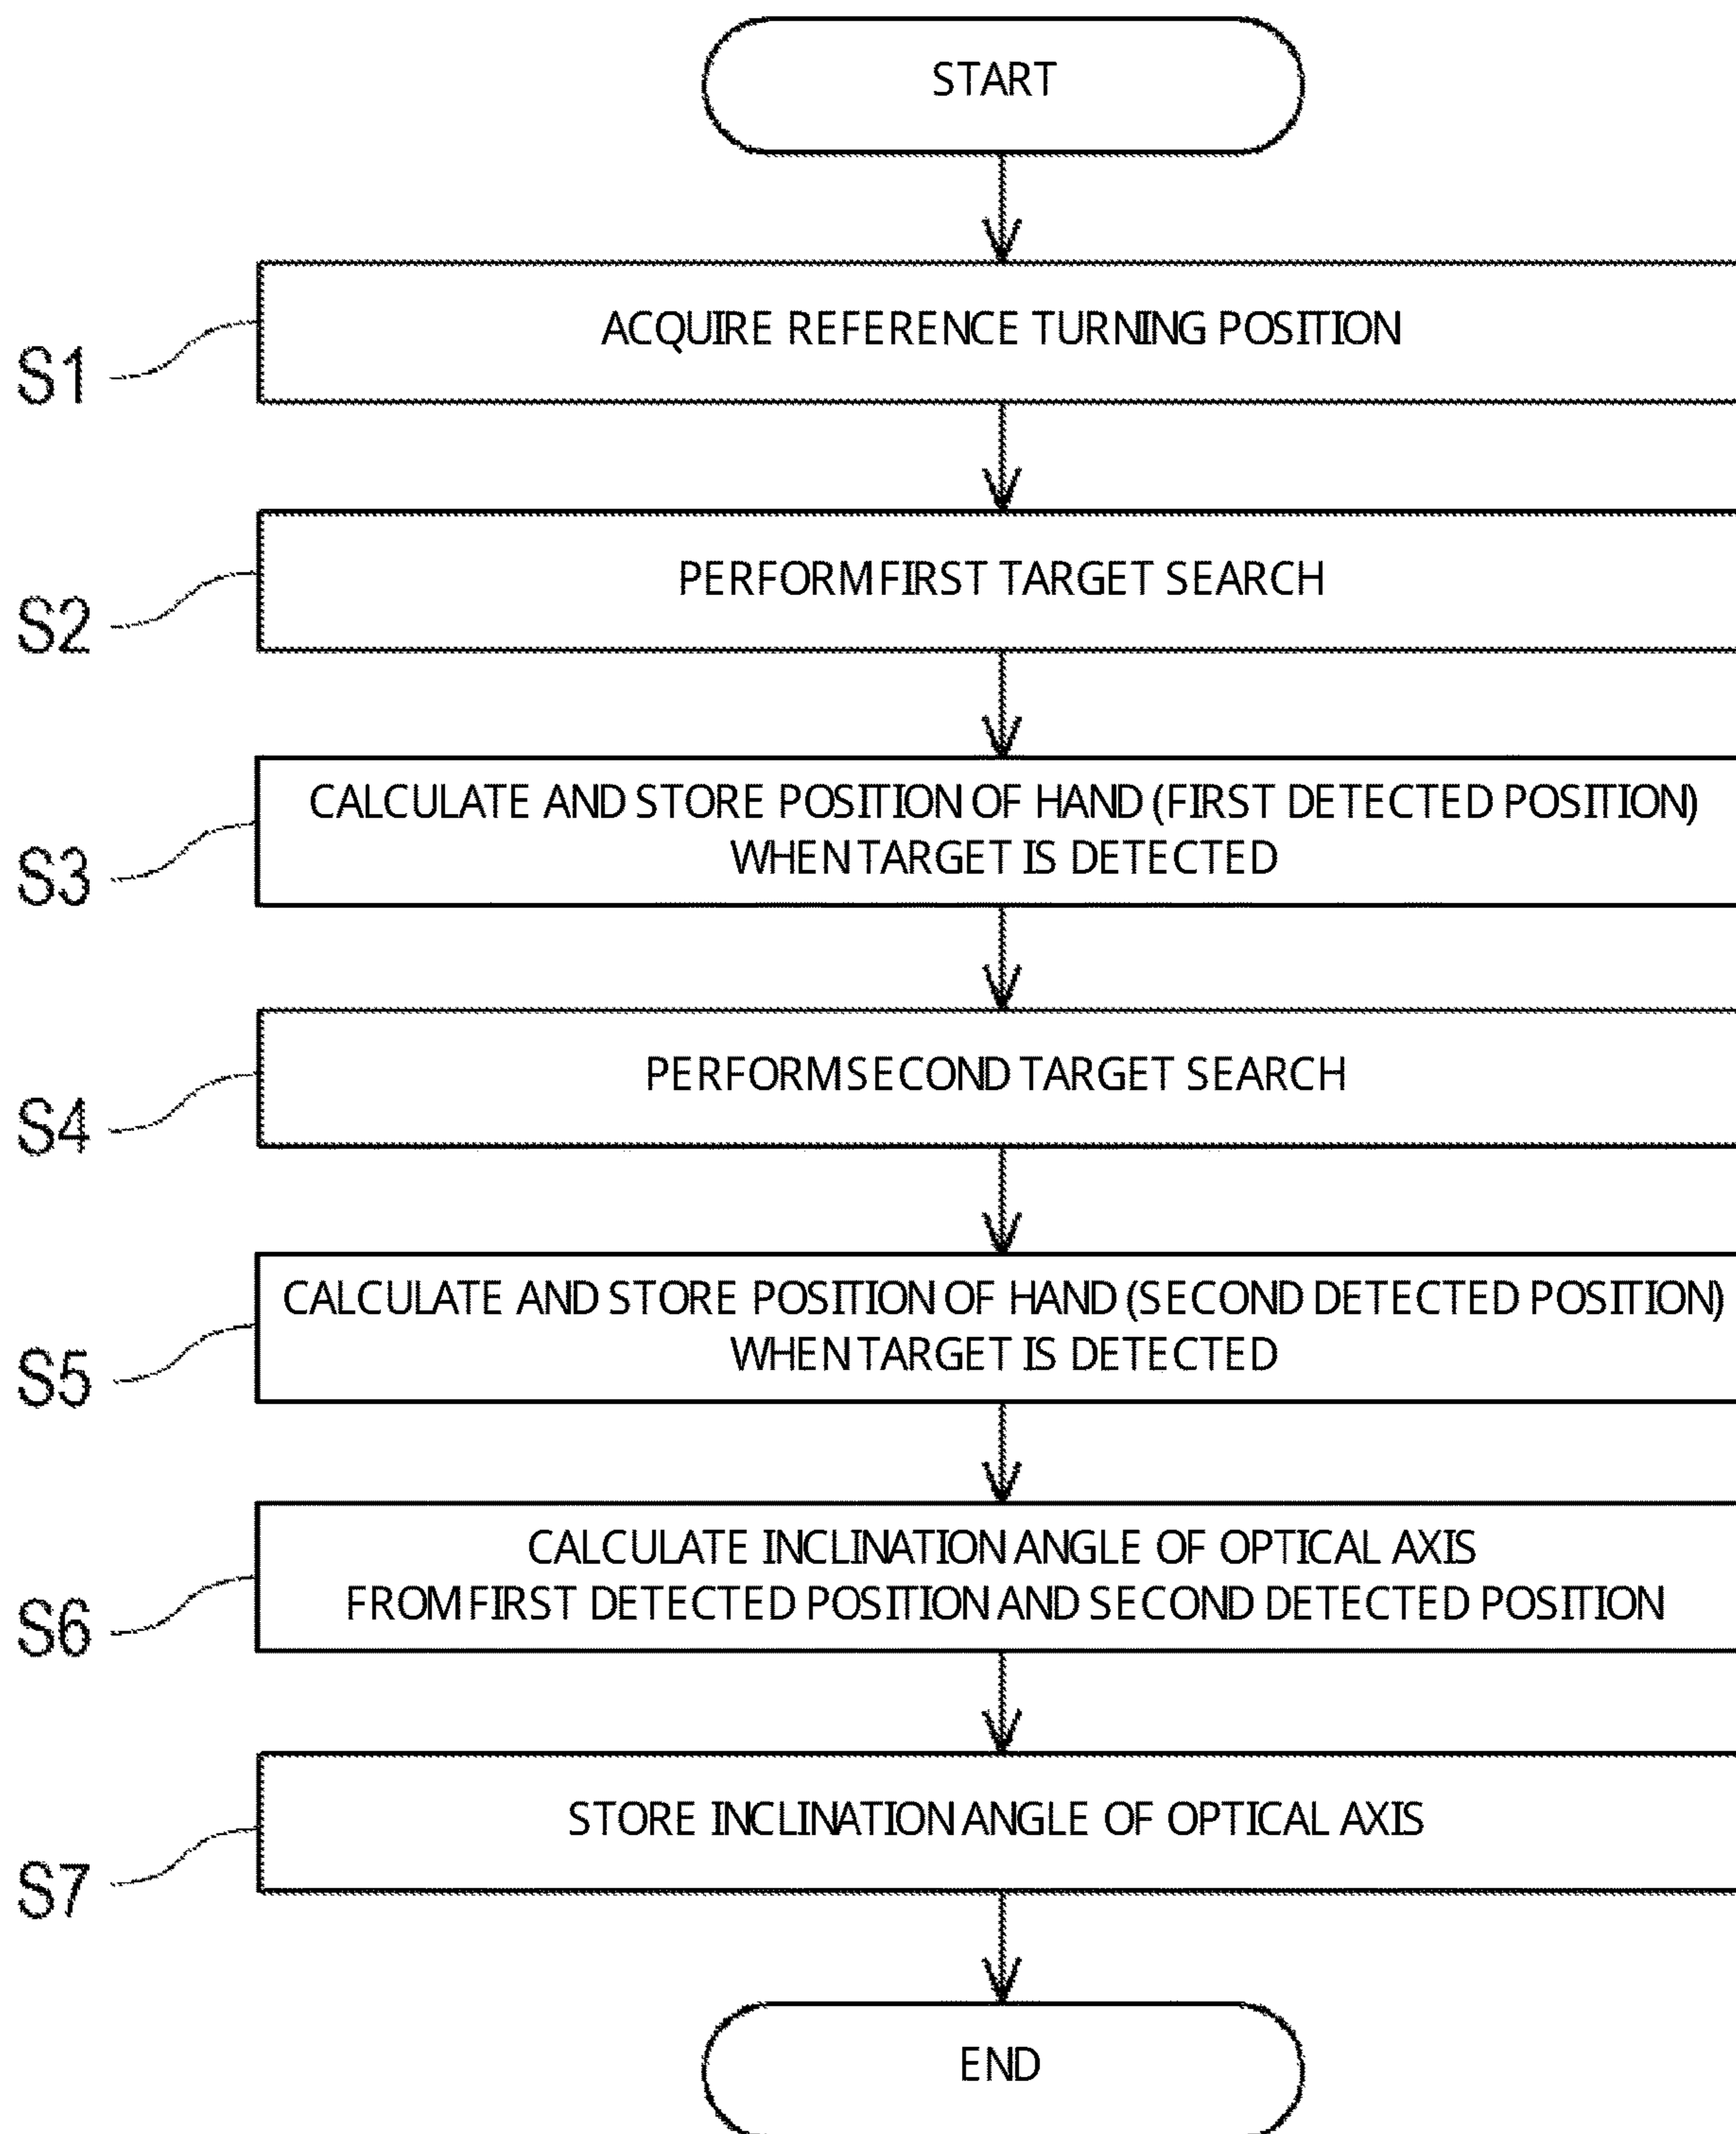 START
ACQUIRE REFERENCE TURNING POSITION
S1
PERFORM FIRST TARGET SEARCH
S2
CALCULATE AND STORE POSITION OF HAND (FIRST DETECTED POSITION)
WHEN TARGET IS DETECTED
S3
PERFORM SECOND TARGET SEARCH
S4
CALCULATE AND STORE POSITION OF HAND (SECOND DETECTED POSITION)
WHEN TARGET IS DETECTED
S5
CALCULATE INCLINATION ANGLE OF OPTICAL AXIS
FROM FIRST DETECTED POSITION AND SECOND DETECTED POSITION
S6
STORE INCLINATION ANGLE OF OPTICAL AXIS
S7
END